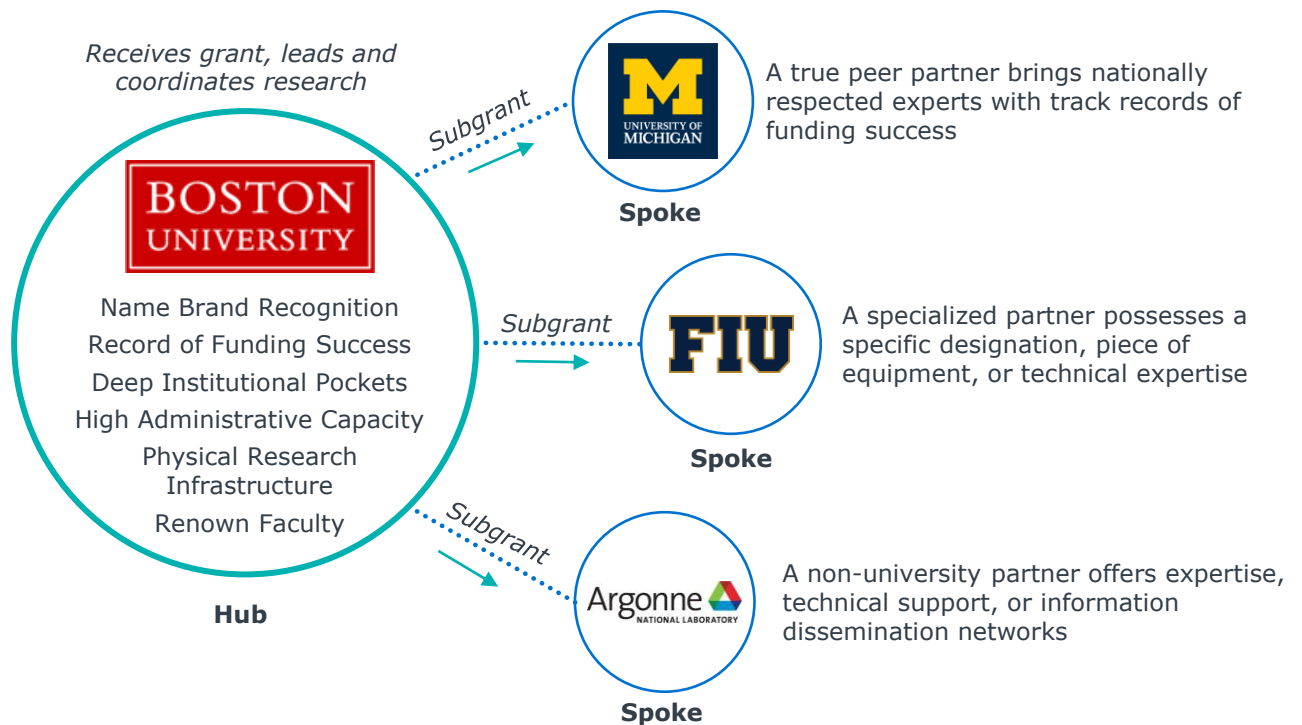 Receives grant, leads and
coordinates research
BOSTON
UNIVERSITY
Name Brand Recognition
Record of Funding Success
Deep Institutional Pockets
High Administrative Capacity
Physical Research
Infrastructure
Renown Faculty
Hub
Subgrant
M
UNIVERSITY OF
MICHIGAN
Spoke
A true peer partner brings nationally
respected experts with track records of
funding success
Subgrant
FIU
Spoke
A specialized partner possesses a
specific designation, piece of
equipment, or technical expertise
Subgrant
Argonne
NATIONAL LABORATORY
Spoke
A non-university partner offers expertise,
technical support, or information
dissemination networks